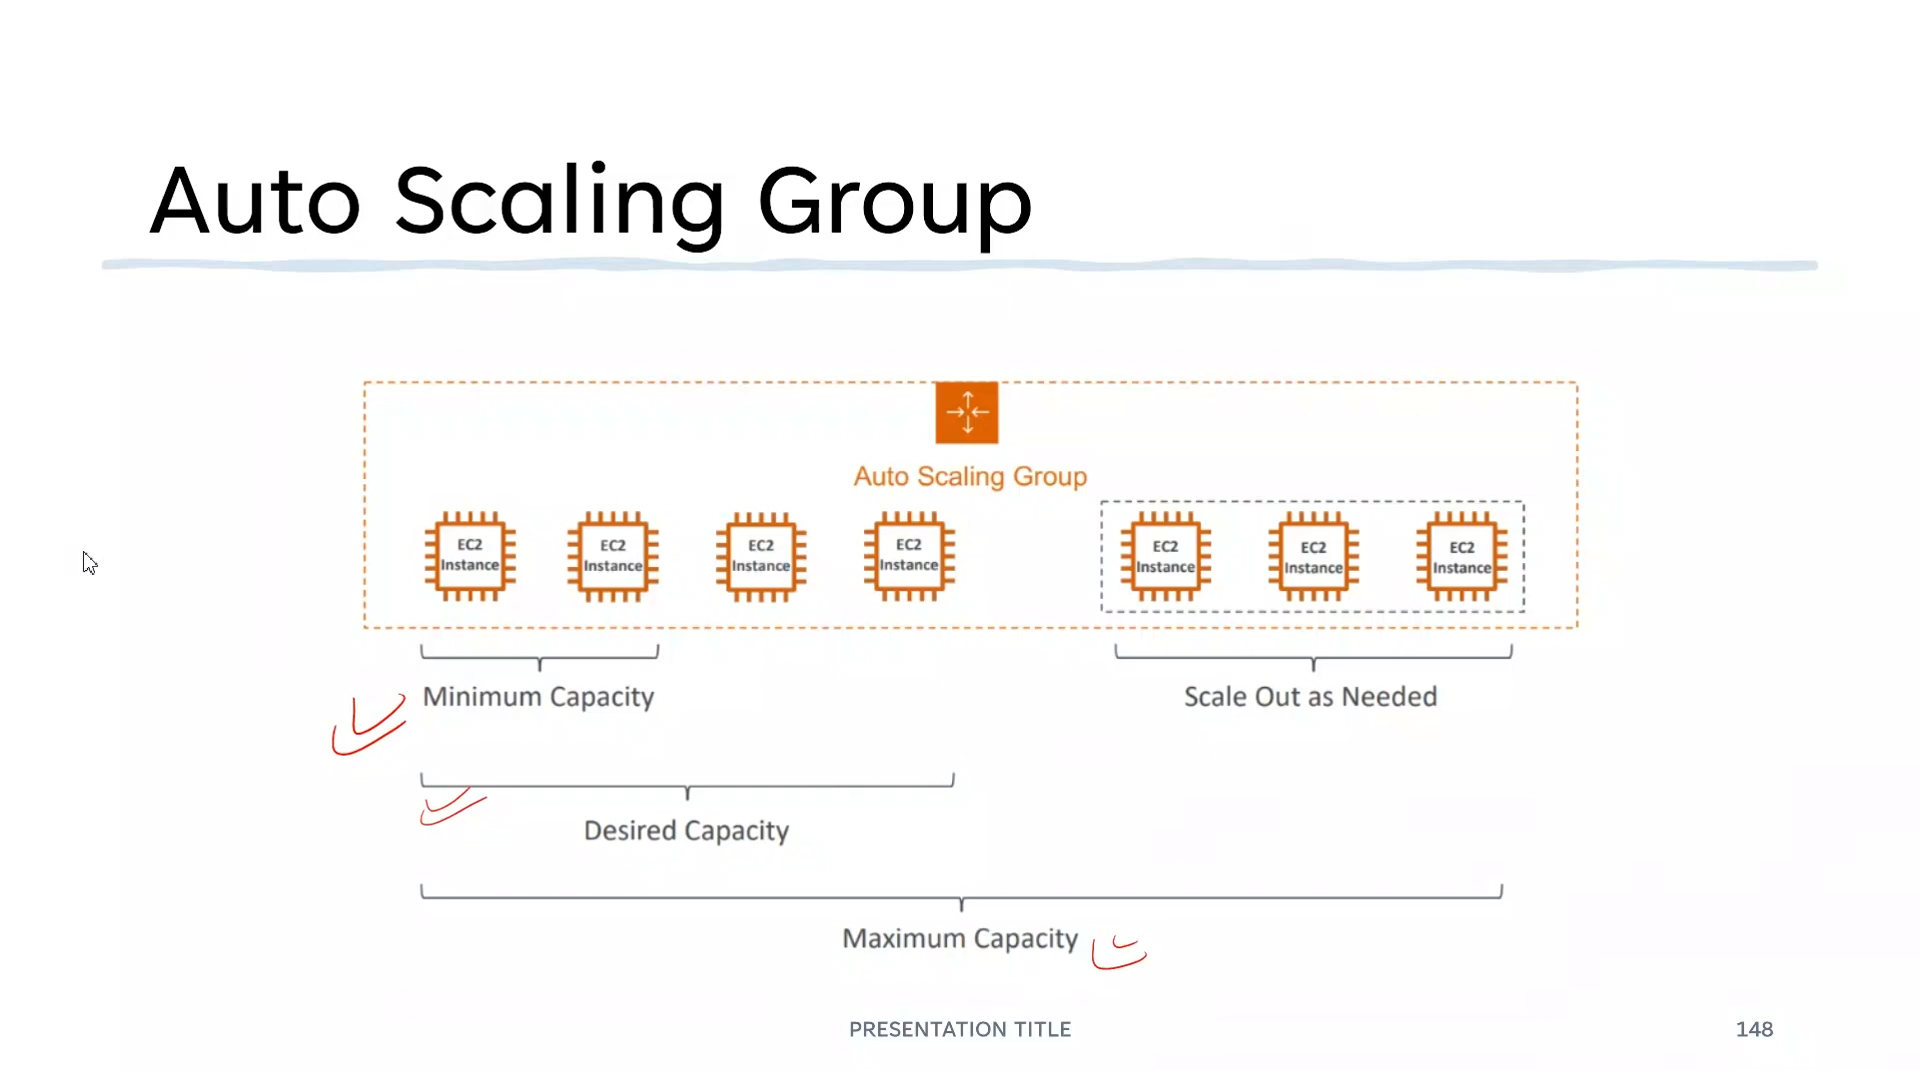 Auto Scaling Group
Auto Scaling Group
EC2
Instance
EC2
Instance
EC2
Instance
EC2
Instance
EC2
Instance
EC2
Instance
EC2
Instance
Minimum Capacity
Scale Out as Needed
Desired Capacity
Maximum Capacity
PRESENTATION TITLE
148